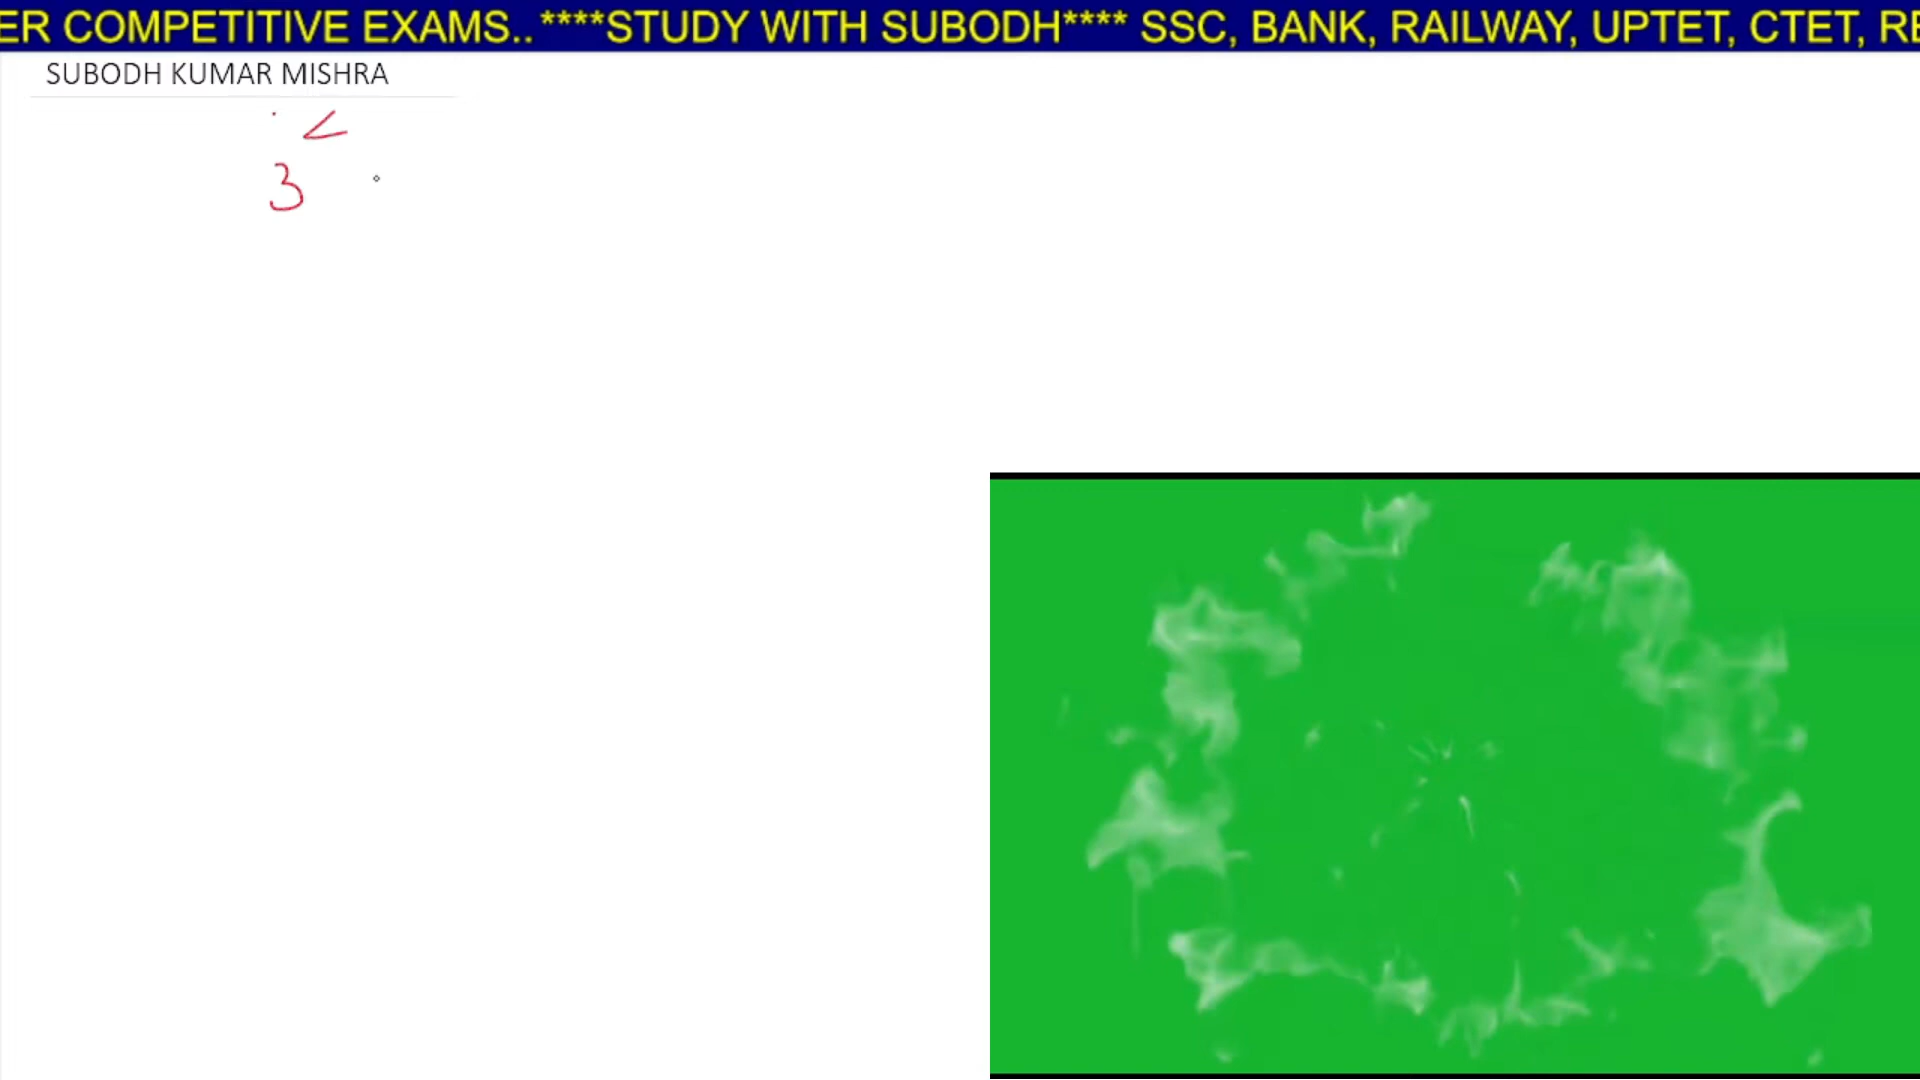 ER COMPETITIVE EXAMS.. ****STUDY WITH SUBODH**** SSC, BANK, RAILWAY, UPTET, CTET, RE
SUBODH KUMAR MISHRA
<
3